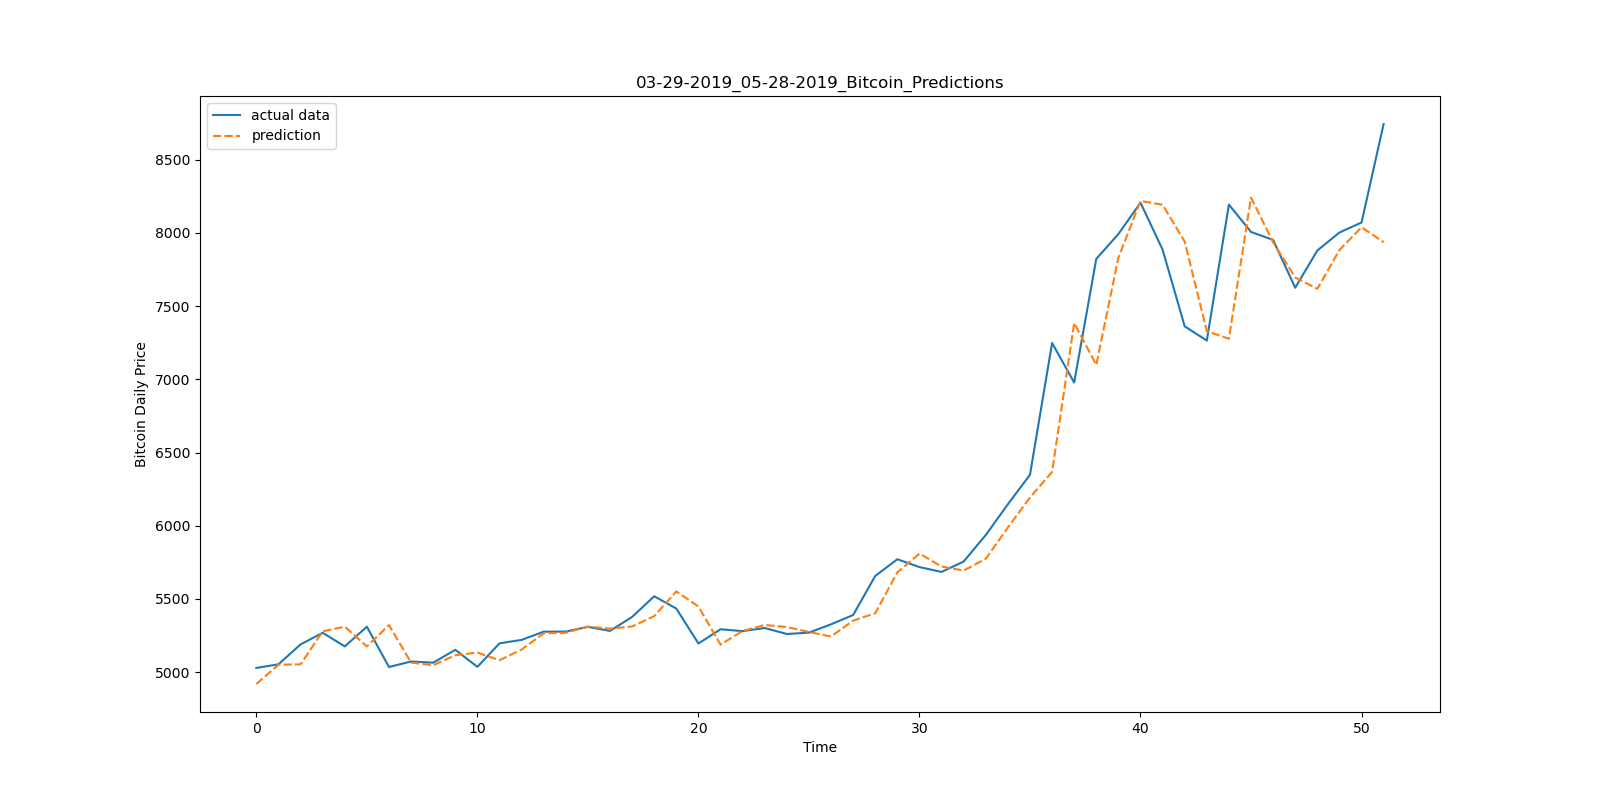 03-29-2019_05-28-2019_Bitcoin_Predictions
actual data
prediction
8500
8000
7500
7000
6500
6000
5500
5000
Bitcoin Daily Price
0 10 20 30 40 50
Time